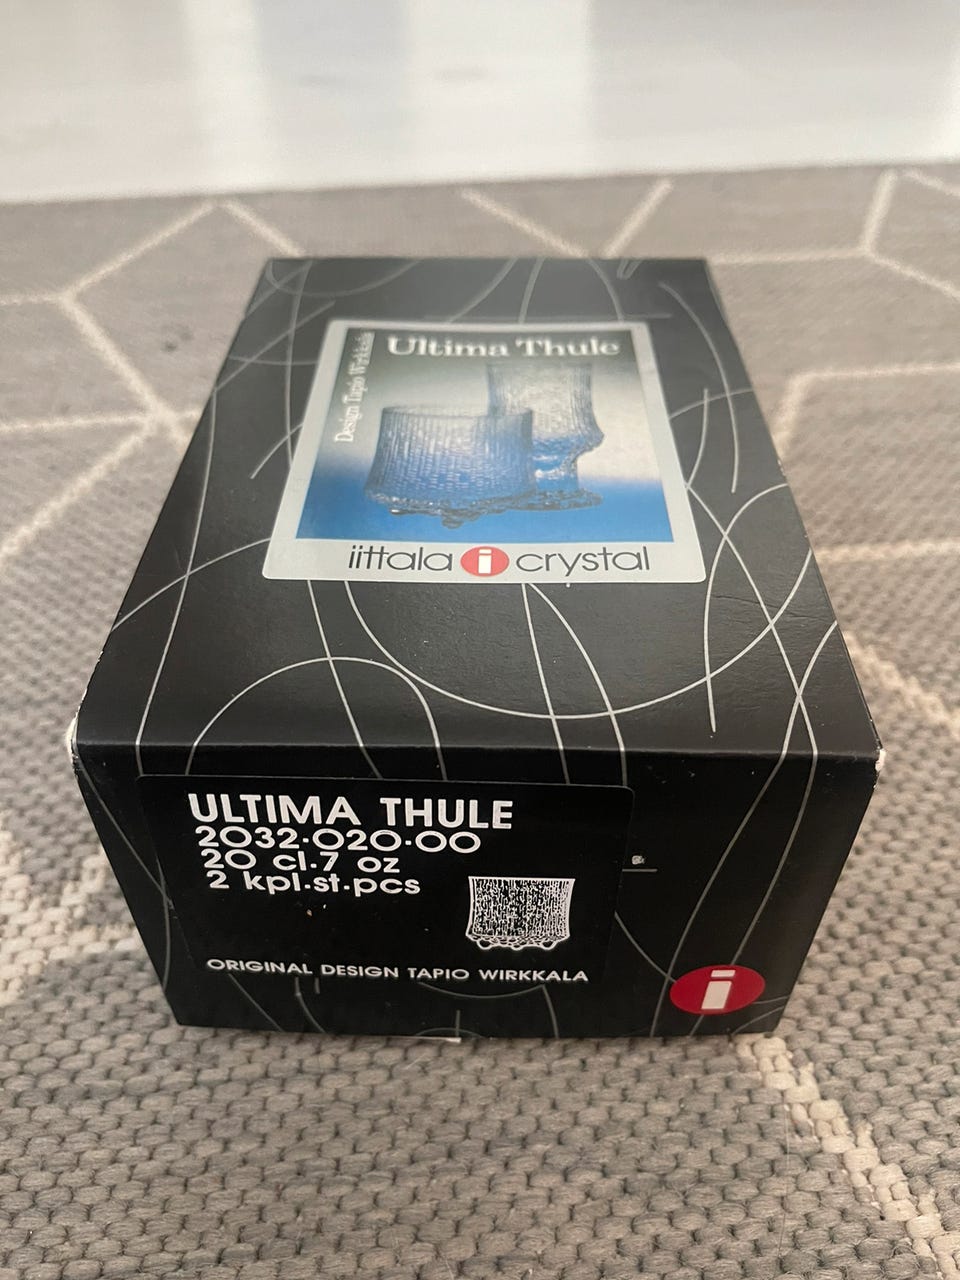 Ultima Thule
Design Tapio Wirkkala
iittala i crystal
ULTIMA THULE
2032·020·00
20 cl·7 oz
2 kpl·st·pcs
ORIGINAL DESIGN TAPIO WIRKKALA
i